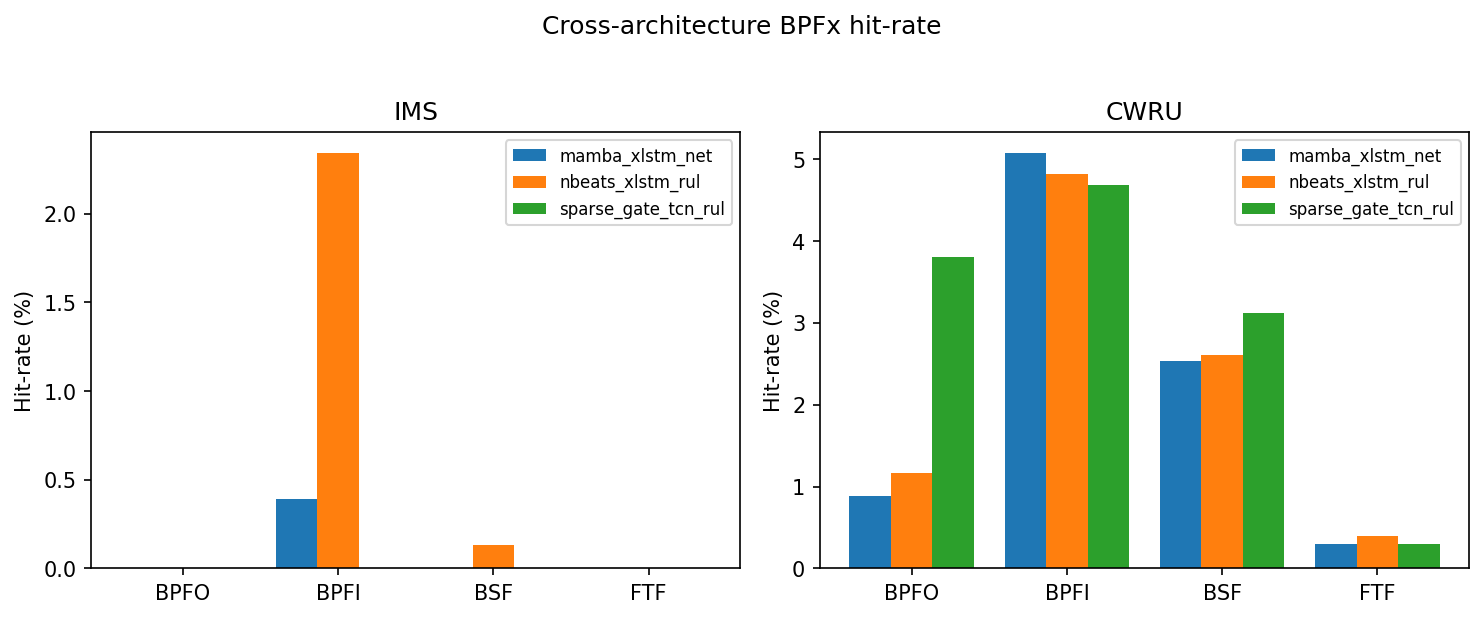 Cross-architecture BPFx hit-rate
IMS
Hit-rate (%)
2.0
1.5
1.0
0.5
0.0
BPFO
BPFI
BSF
FTF
mamba_xlstm_net
nbeats_xlstm_rul
sparse_gate_tcn_rul
CWRU
Hit-rate (%)
5
4
3
2
1
0
BPFO
BPFI
BSF
FTF
mamba_xlstm_net
nbeats_xlstm_rul
sparse_gate_tcn_rul